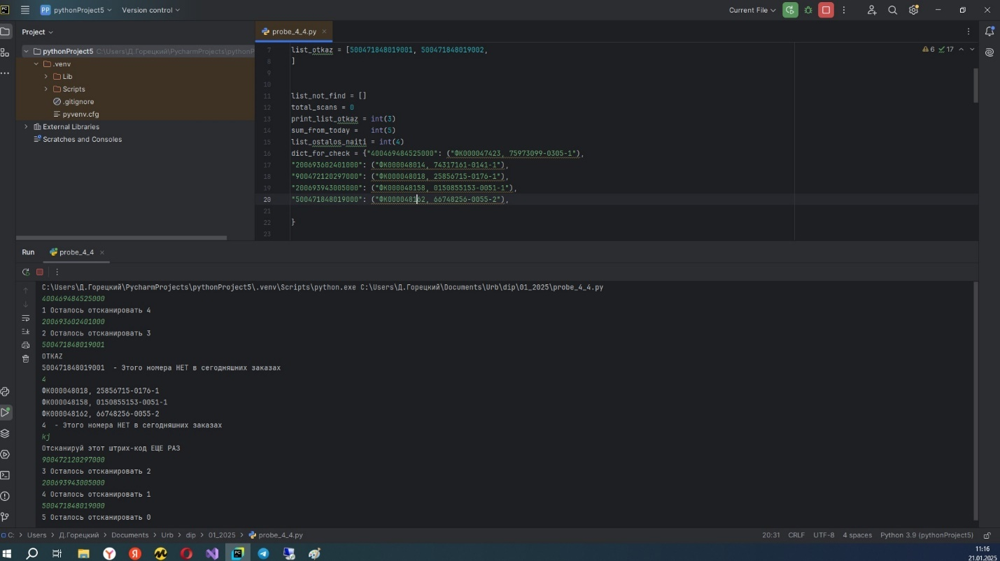 PC
PP pythonProject5
Version control
Current File
Project
probe_4_4.py
pythonProject5 C:\Users\Д.Горецкий\PycharmProjects\pythonP
.venv
Lib
Scripts
.gitignore
pyvenv.cfg
External Libraries
Scratches and Consoles
6 17
7 list_otkaz = [500471848019001, 500471848019002,
8 ]
9
10
11 list_not_find = []
12 total_scans = 0
13 print_list_otkaz = int(3)
14 sum_from_today = int(5)
15 list_ostalos_naiti = int(4)
16 dict_for_check = {"400469484525000": ("ФК000047423, 75973099-0305-1"),
17 "200693602401000": ("ФК000048014, 74317161-0141-1"),
18 "900472120297000": ("ФК000048018, 25856715-0176-1"),
19 "200693943005000": ("ФК000048158, 0150855153-0051-1"),
20 "500471848019000": ("ФК000048162, 66748256-0055-2"),
21
22 }
23
Run
probe_4_4
C:\Users\Д.Горецкий\PycharmProjects\pythonProject5\.venv\Scripts\python.exe C:\Users\Д.Горецкий\Documents\Urb\dip\01_2025\probe_4_4.py
400469484525000
1 Осталось отсканировать 4
200693602401000
2 Осталось отсканировать 3
500471848019001
OTKAZ
500471848019001 - Этого номера НЕТ в сегодняшних заказах
4
ФК000048018, 25856715-0176-1
ФК000048158, 0150855153-0051-1
ФК000048162, 66748256-0055-2
4 - Этого номера НЕТ в сегодняшних заказах
kj
Отсканируй этот штрих-код ЕЩЕ РАЗ
900472120297000
3 Осталось отсканировать 2
200693943005000
4 Осталось отсканировать 1
500471848019000
5 Осталось отсканировать 0
C: > Users > Д.Горецкий > Documents > Urb > dip > 01_2025 > probe_4_4.py
20:31 CRLF UTF-8 4 spaces Python 3.9 (pythonProject5)
11:16
21.01.2025